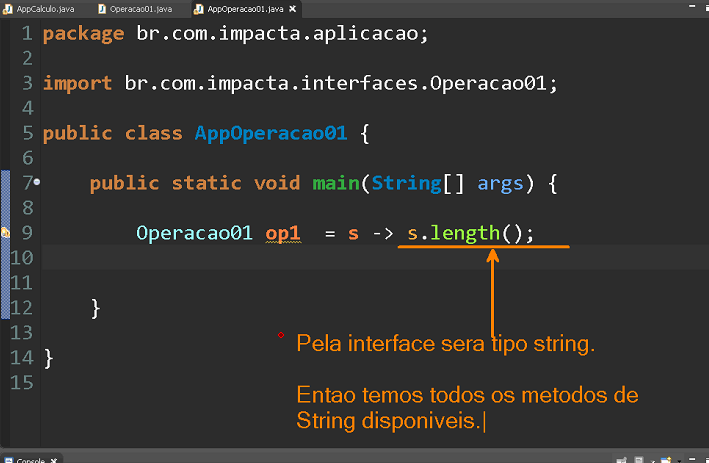 AppCalculo.java Operacao01.java AppOperacao01.java
1 package br.com.impacta.aplicacao;
2
3 import br.com.impacta.interfaces.Operacao01;
4
5 public class AppOperacao01 {
6
7 public static void main(String[] args) {
8
9 Operacao01 op1 = s -> s.length();
10
11
12 }
13
14 }
15
Pela interface sera tipo string.
Entao temos todos os metodos de
String disponiveis.
Console